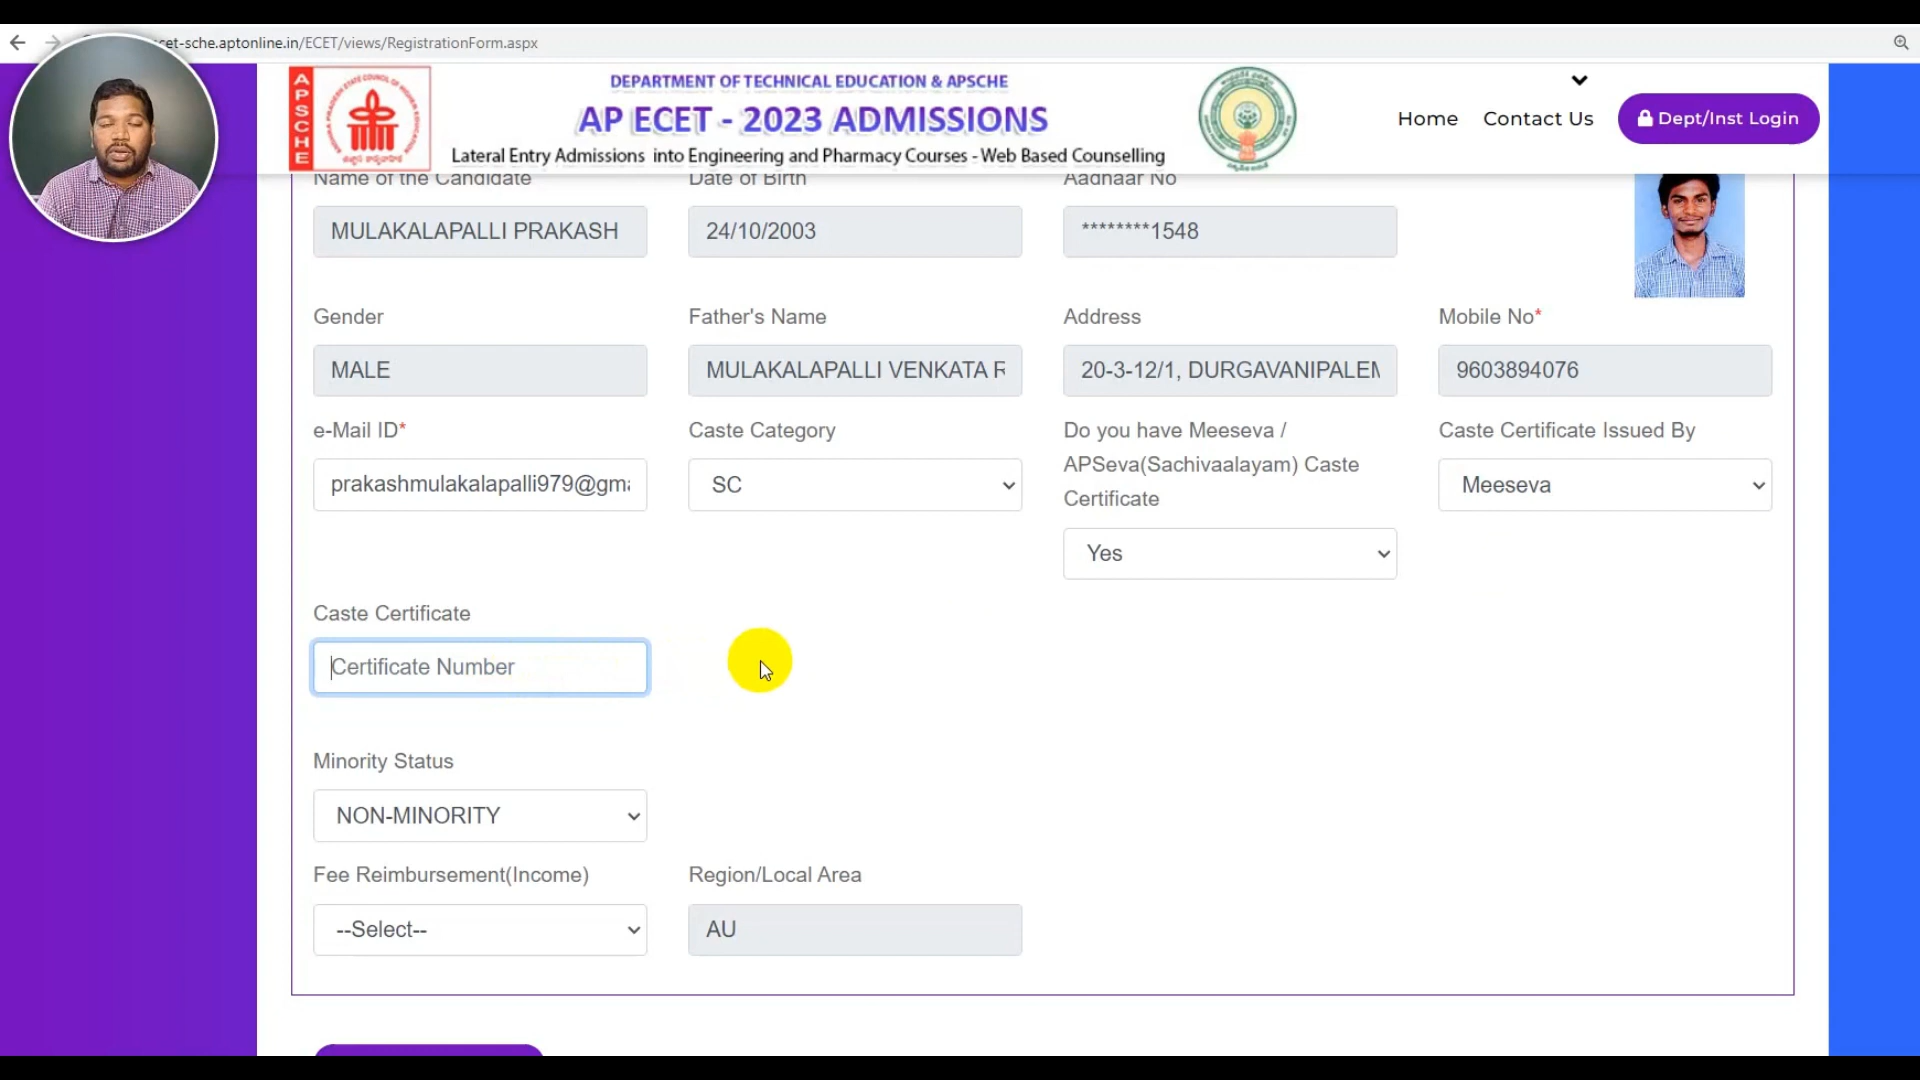 cet-sche.aptonline.in/ECET/views/RegistrationForm.aspx
APSCHE
DEPARTMENT OF TECHNICAL EDUCATION & APSCHE
AP ECET - 2023 ADMISSIONS
Lateral Entry Admissions into Engineering and Pharmacy Courses - Web Based Counselling
Home
Contact Us
Dept/Inst Login
Name of the Candidate
Date of Birth
Aadhaar No
MULAKALAPALLI PRAKASH
24/10/2003
********1548
Gender
Father's Name
Address
Mobile No*
MALE
MULAKALAPALLI VENKATA R
20-3-12/1, DURGAVANIPALEM
9603894076
e-Mail ID*
Caste Category
Do you have Meeseva /
APSeva(Sachivaalayam) Caste
Certificate
Caste Certificate Issued By
prakashmulakalapalli979@gma
SC
Yes
Meeseva
Caste Certificate
Certificate Number
Minority Status
NON-MINORITY
Fee Reimbursement(Income)
Region/Local Area
--Select--
AU